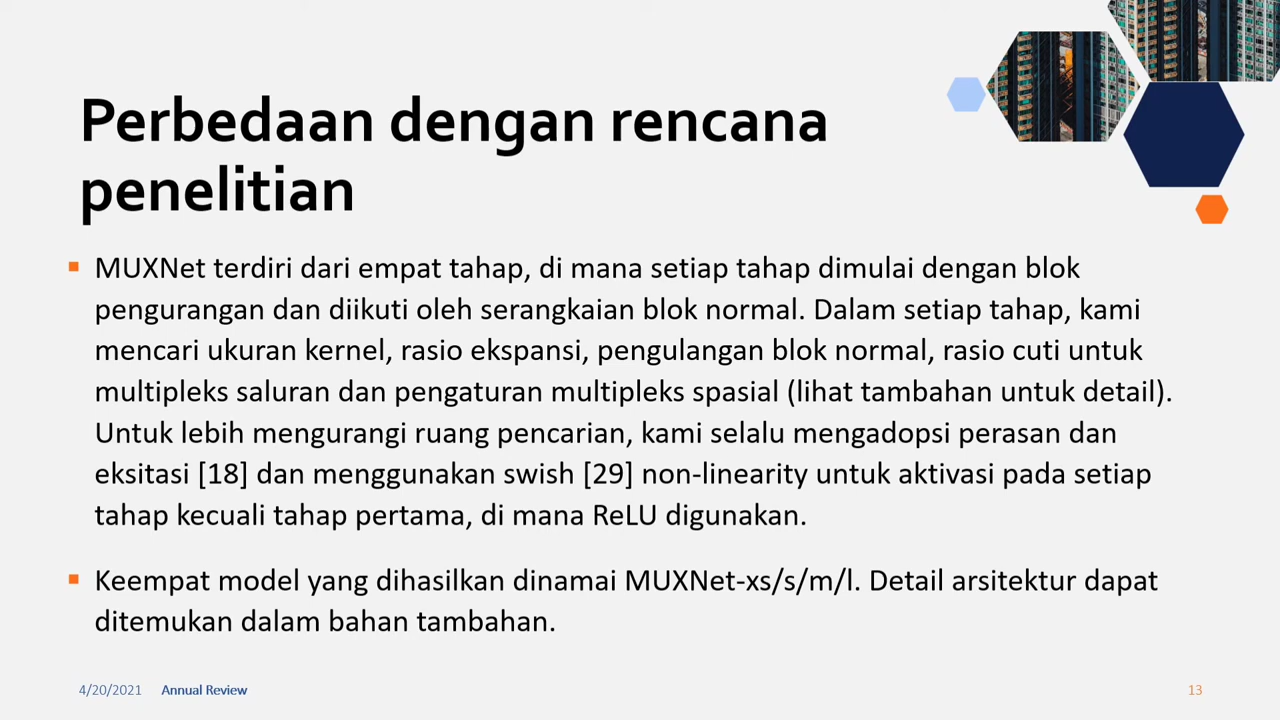 Perbedaan dengan rencana
penelitian
▪ MUXNet terdiri dari empat tahap, di mana setiap tahap dimulai dengan blok
pengurangan dan diikuti oleh serangkaian blok normal. Dalam setiap tahap, kami
mencari ukuran kernel, rasio ekspansi, pengulangan blok normal, rasio cuti untuk
multipleks saluran dan pengaturan multipleks spasial (lihat tambahan untuk detail).
Untuk lebih mengurangi ruang pencarian, kami selalu mengadopsi perasan dan
eksitasi [18] dan menggunakan swish [29] non-linearity untuk aktivasi pada setiap
tahap kecuali tahap pertama, di mana ReLU digunakan.
▪ Keempat model yang dihasilkan dinamai MUXNet-xs/s/m/l. Detail arsitektur dapat
ditemukan dalam bahan tambahan.
4/20/2021 Annual Review 13